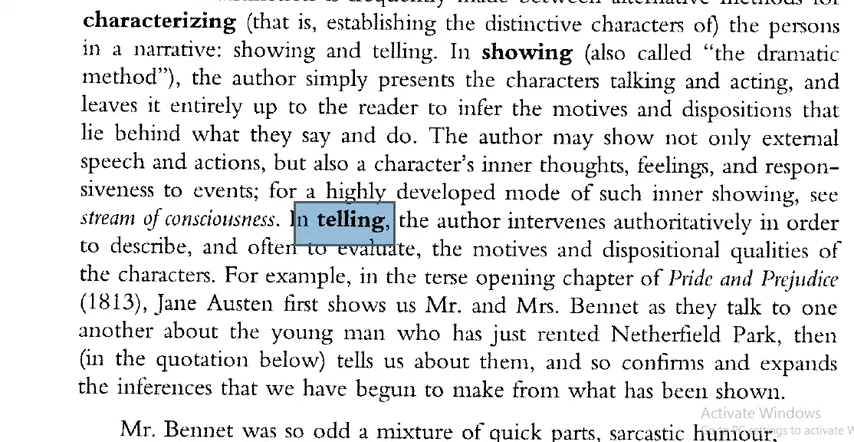 characterizing (that is, establishing the distinctive characters of) the persons
in a narrative: showing and telling. In showing (also called “the dramatic
method”), the author simply presents the characters talking and acting, and
leaves it entirely up to the reader to infer the motives and dispositions that
lie behind what they say and do. The author may show not only external
speech and actions, but also a character’s inner thoughts, feelings, and respon-
siveness to events; for a highly developed mode of such inner showing, see
stream of consciousness. In telling, the author intervenes authoritatively in order
to describe, and often to evaluate, the motives and dispositional qualities of
the characters. For example, in the terse opening chapter of Pride and Prejudice
(1813), Jane Austen first shows us Mr. and Mrs. Bennet as they talk to one
another about the young man who has just rented Netherfield Park, then
(in the quotation below) tells us about them, and so confirms and expands
the inferences that we have begun to make from what has been shown.
Mr. Bennet was so odd a mixture of quick parts, sarcastic humour,
Activate Windows
Go to PC settings to activate W